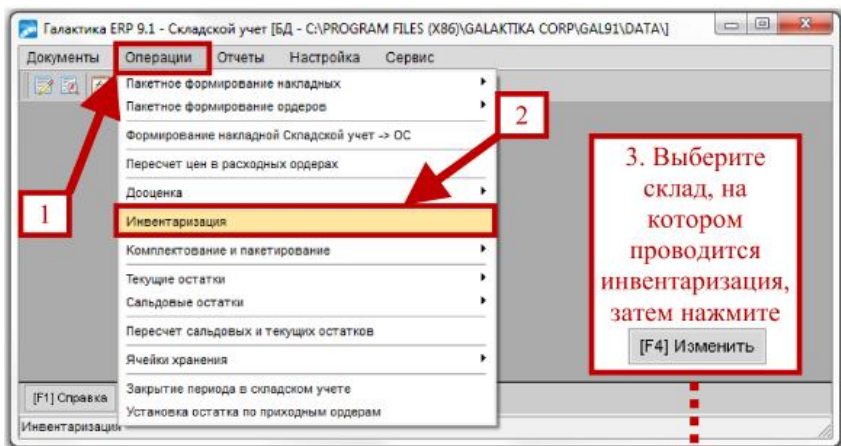 Галактика ERP 9.1 - Складской учет [БД - C:\PROGRAM FILES (X86)\GALAKTIKA CORP\GAL91\DATA\]
Документы Операции Отчеты Настройка Сервис
Пакетное формирование накладных
Пакетное формирование ордеров
Формирование накладной Складской учет -> ОС
Пересчет цен в расходных ордерах
Дооценка
Инвентаризация
Комплектование и пакетирование
Текущие остатки
Сальдовые остатки
Пересчет сальдовых и текущих остатков
Ячейки хранения
Закрытие периода в складском учете
Установка остатка по приходным ордерам
1
2
3. Выберите
склад, на
котором
проводится
инвентаризация,
затем нажмите
[F4] Изменить
[F1] Справка
Инвентаризация